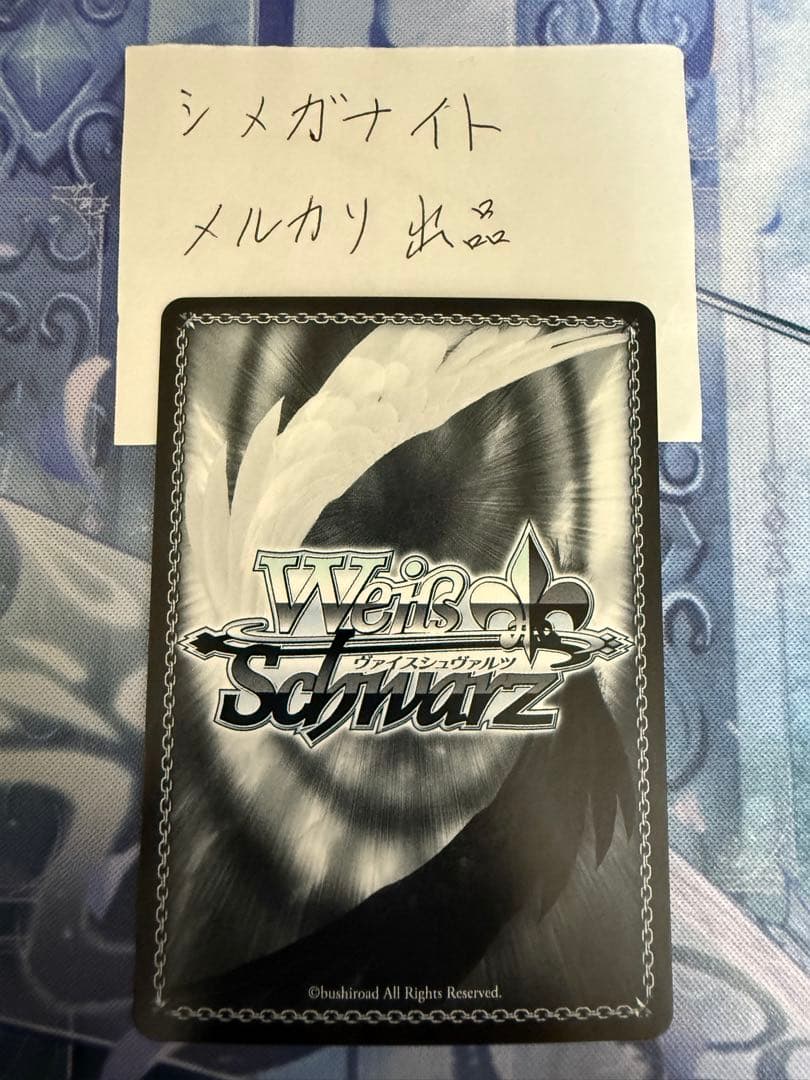 シメガナイト
メルカリ 出品
Weiß
ヴァイスシュヴァルツ
Schwarz
©bushiroad All Rights Reserved.